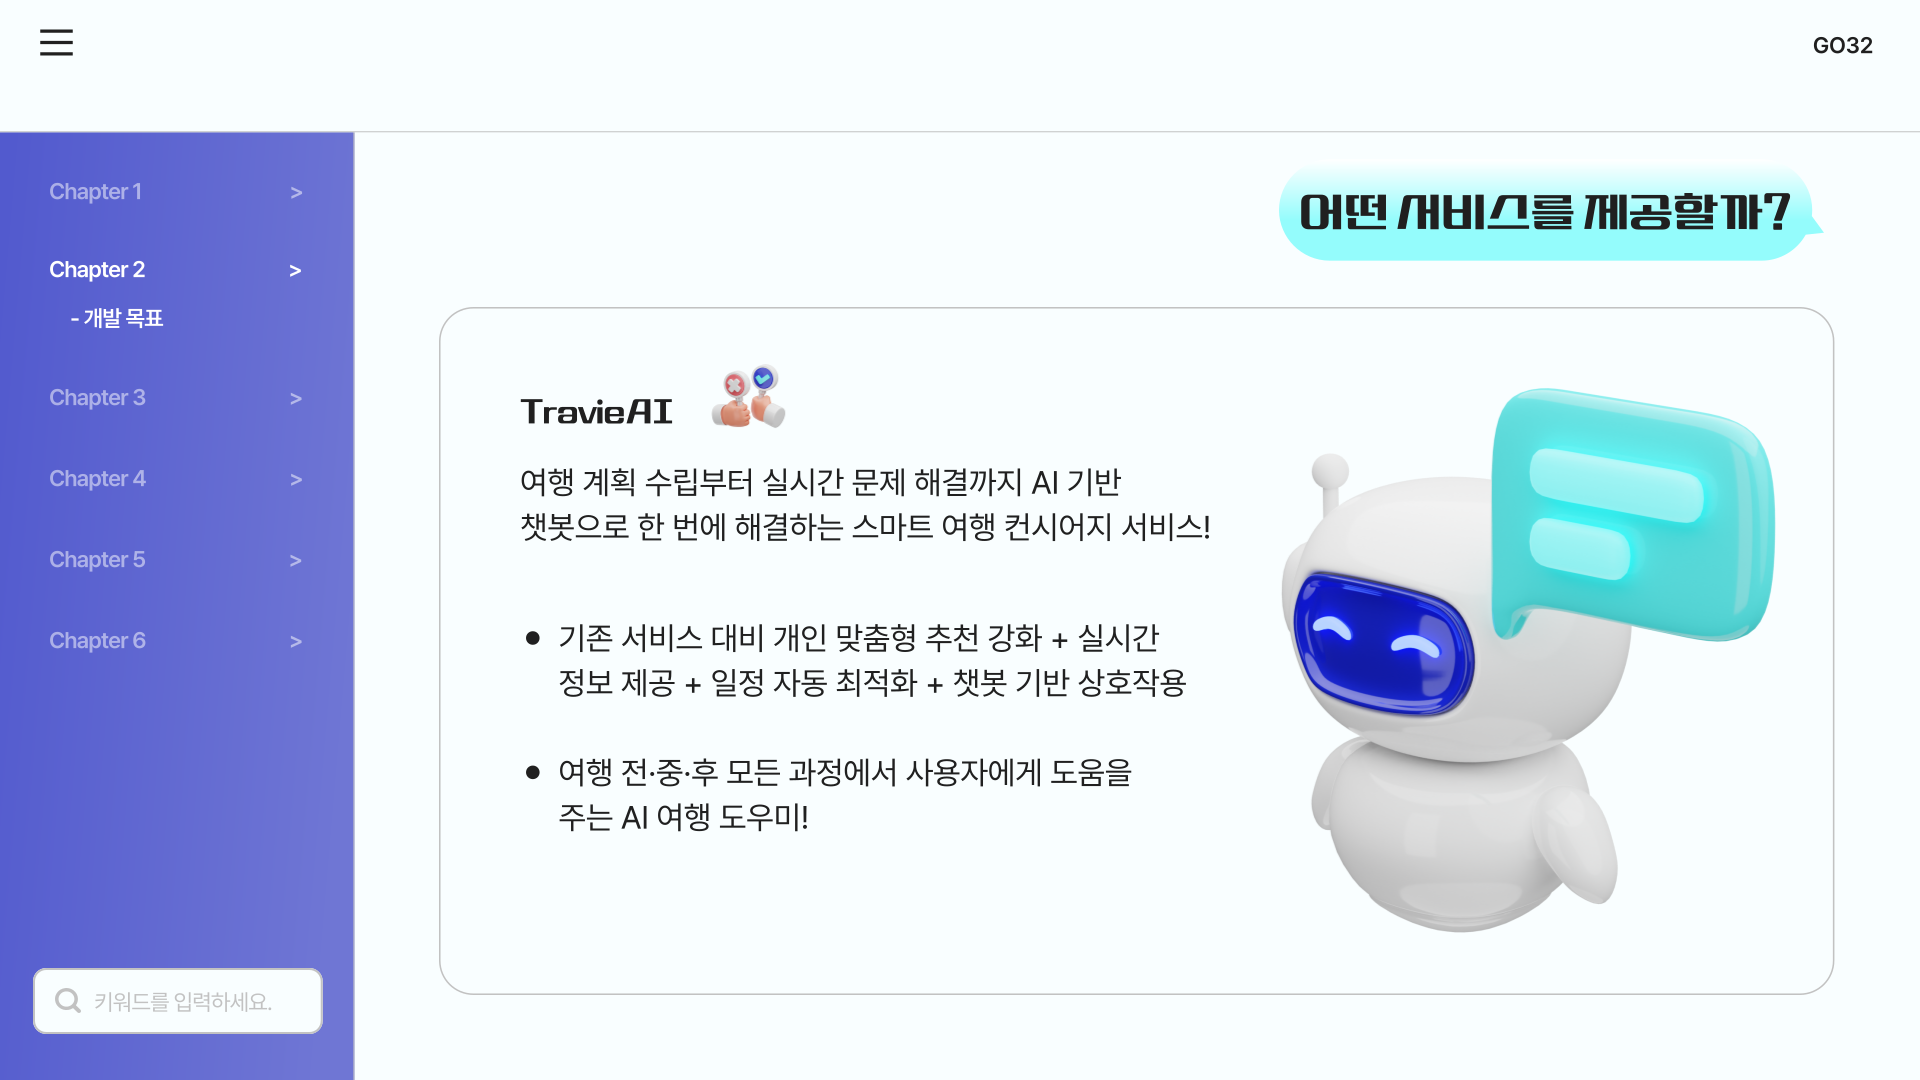 GO32
Chapter 1 >
Chapter 2 >
- 개발 목표
Chapter 3 >
Chapter 4 >
Chapter 5 >
Chapter 6 >
키워드를 입력하세요.
어떤 서비스를 제공할까?
TravieAI
여행 계획 수립부터 실시간 문제 해결까지 AI 기반
챗봇으로 한 번에 해결하는 스마트 여행 컨시어지 서비스!
● 기존 서비스 대비 개인 맞춤형 추천 강화 + 실시간
정보 제공 + 일정 자동 최적화 + 챗봇 기반 상호작용
● 여행 전·중·후 모든 과정에서 사용자에게 도움을
주는 AI 여행 도우미!